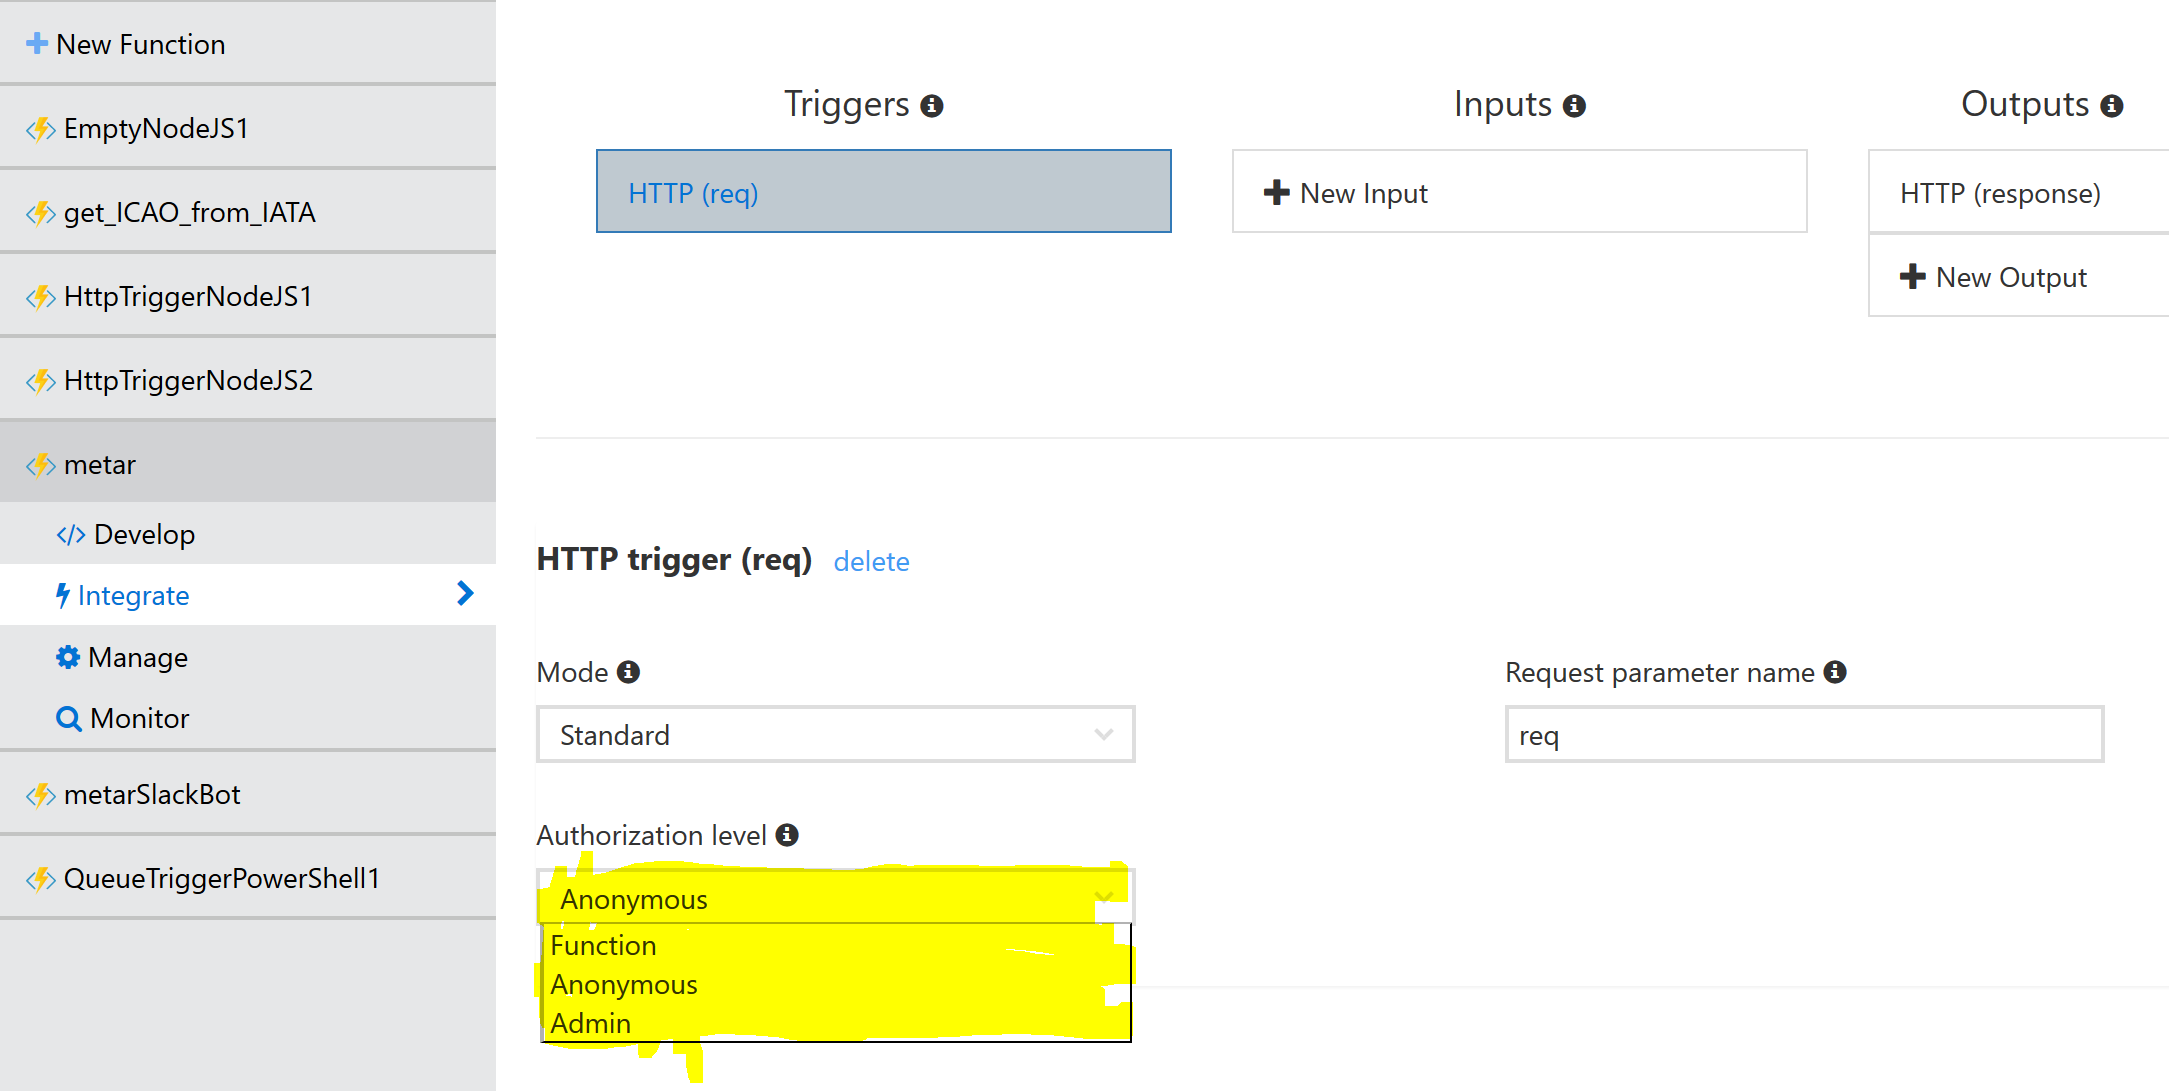 New Function
EmptyNodeJS1
get_ICAO_from_IATA
HttpTriggerNodeJS1
HttpTriggerNodeJS2
metar
Develop
Integrate
Manage
Monitor
metarSlackBot
QueueTriggerPowerShell1
Triggers
HTTP (req)
Inputs
New Input
Outputs
HTTP (response)
New Output
HTTP trigger (req) delete
Mode
Standard
Request parameter name
req
Authorization level
Anonymous
Function
Anonymous
Admin